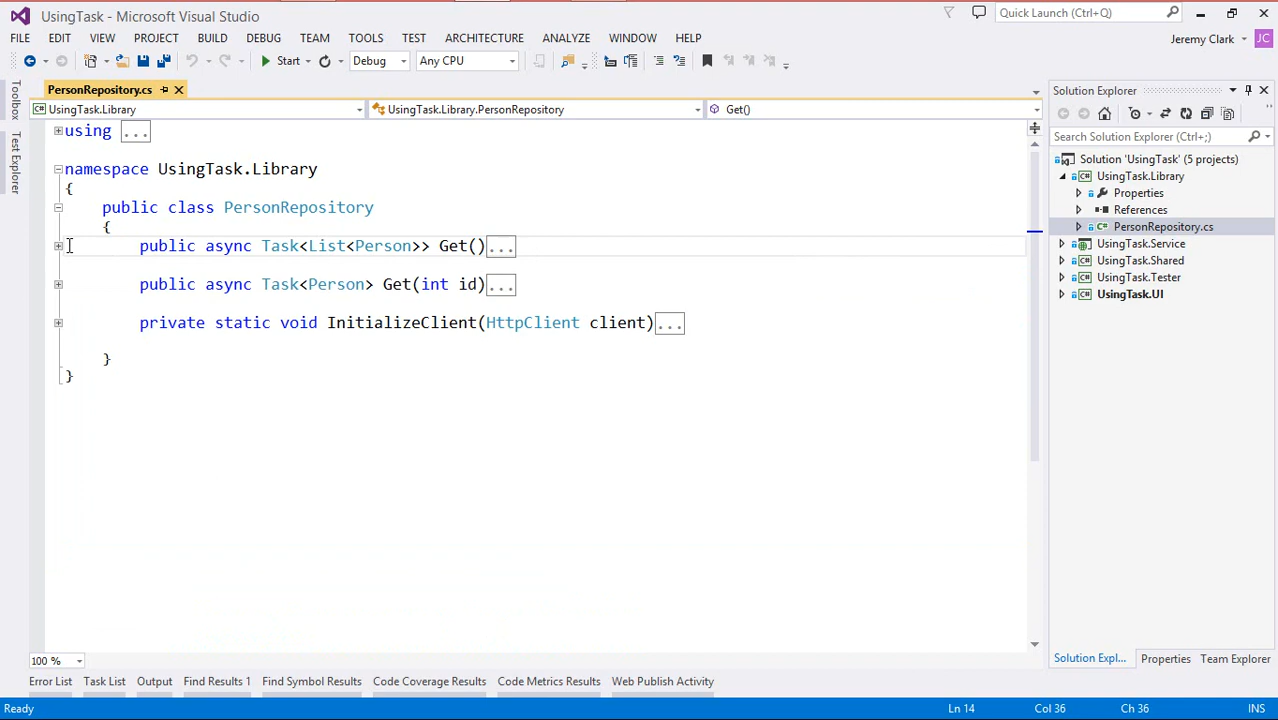 UsingTask - Microsoft Visual Studio
Quick Launch (Ctrl+Q)
FILE EDIT VIEW PROJECT BUILD DEBUG TEAM TOOLS TEST ARCHITECTURE ANALYZE WINDOW HELP
Jeremy Clark
JC
Start
Debug
Any CPU
Toolbox
Test Explorer
PersonRepository.cs
UsingTask.Library
UsingTask.Library.PersonRepository
Get()
using ...
namespace UsingTask.Library
{
public class PersonRepository
{
public async Task<List<Person>> Get()...
public async Task<Person> Get(int id)...
private static void InitializeClient(HttpClient client)...
}
}
100 %
Solution Explorer
Search Solution Explorer (Ctrl+;)
Solution 'UsingTask' (5 projects)
UsingTask.Library
Properties
References
PersonRepository.cs
UsingTask.Service
UsingTask.Shared
UsingTask.Tester
UsingTask.UI
Solution Expl...
Properties
Team Explorer
Error List
Task List
Output
Find Results 1
Find Symbol Results
Code Coverage Results
Code Metrics Results
Web Publish Activity
Ready
Ln 14
Col 36
Ch 36
INS